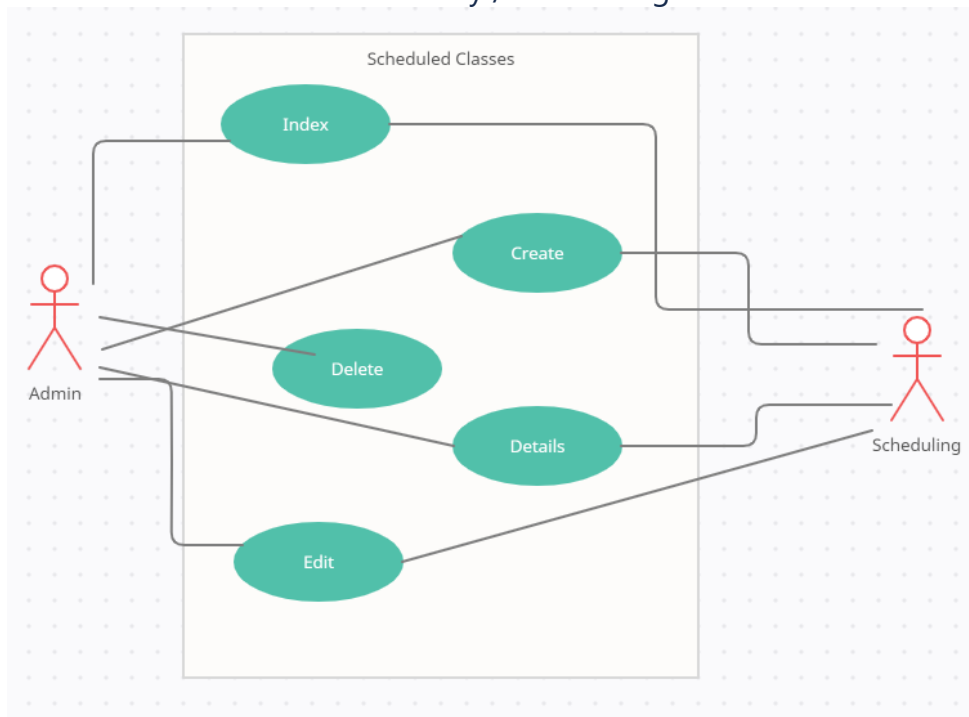 Scheduled Classes
Index
Create
Delete
Admin
Details
Scheduling
Edit